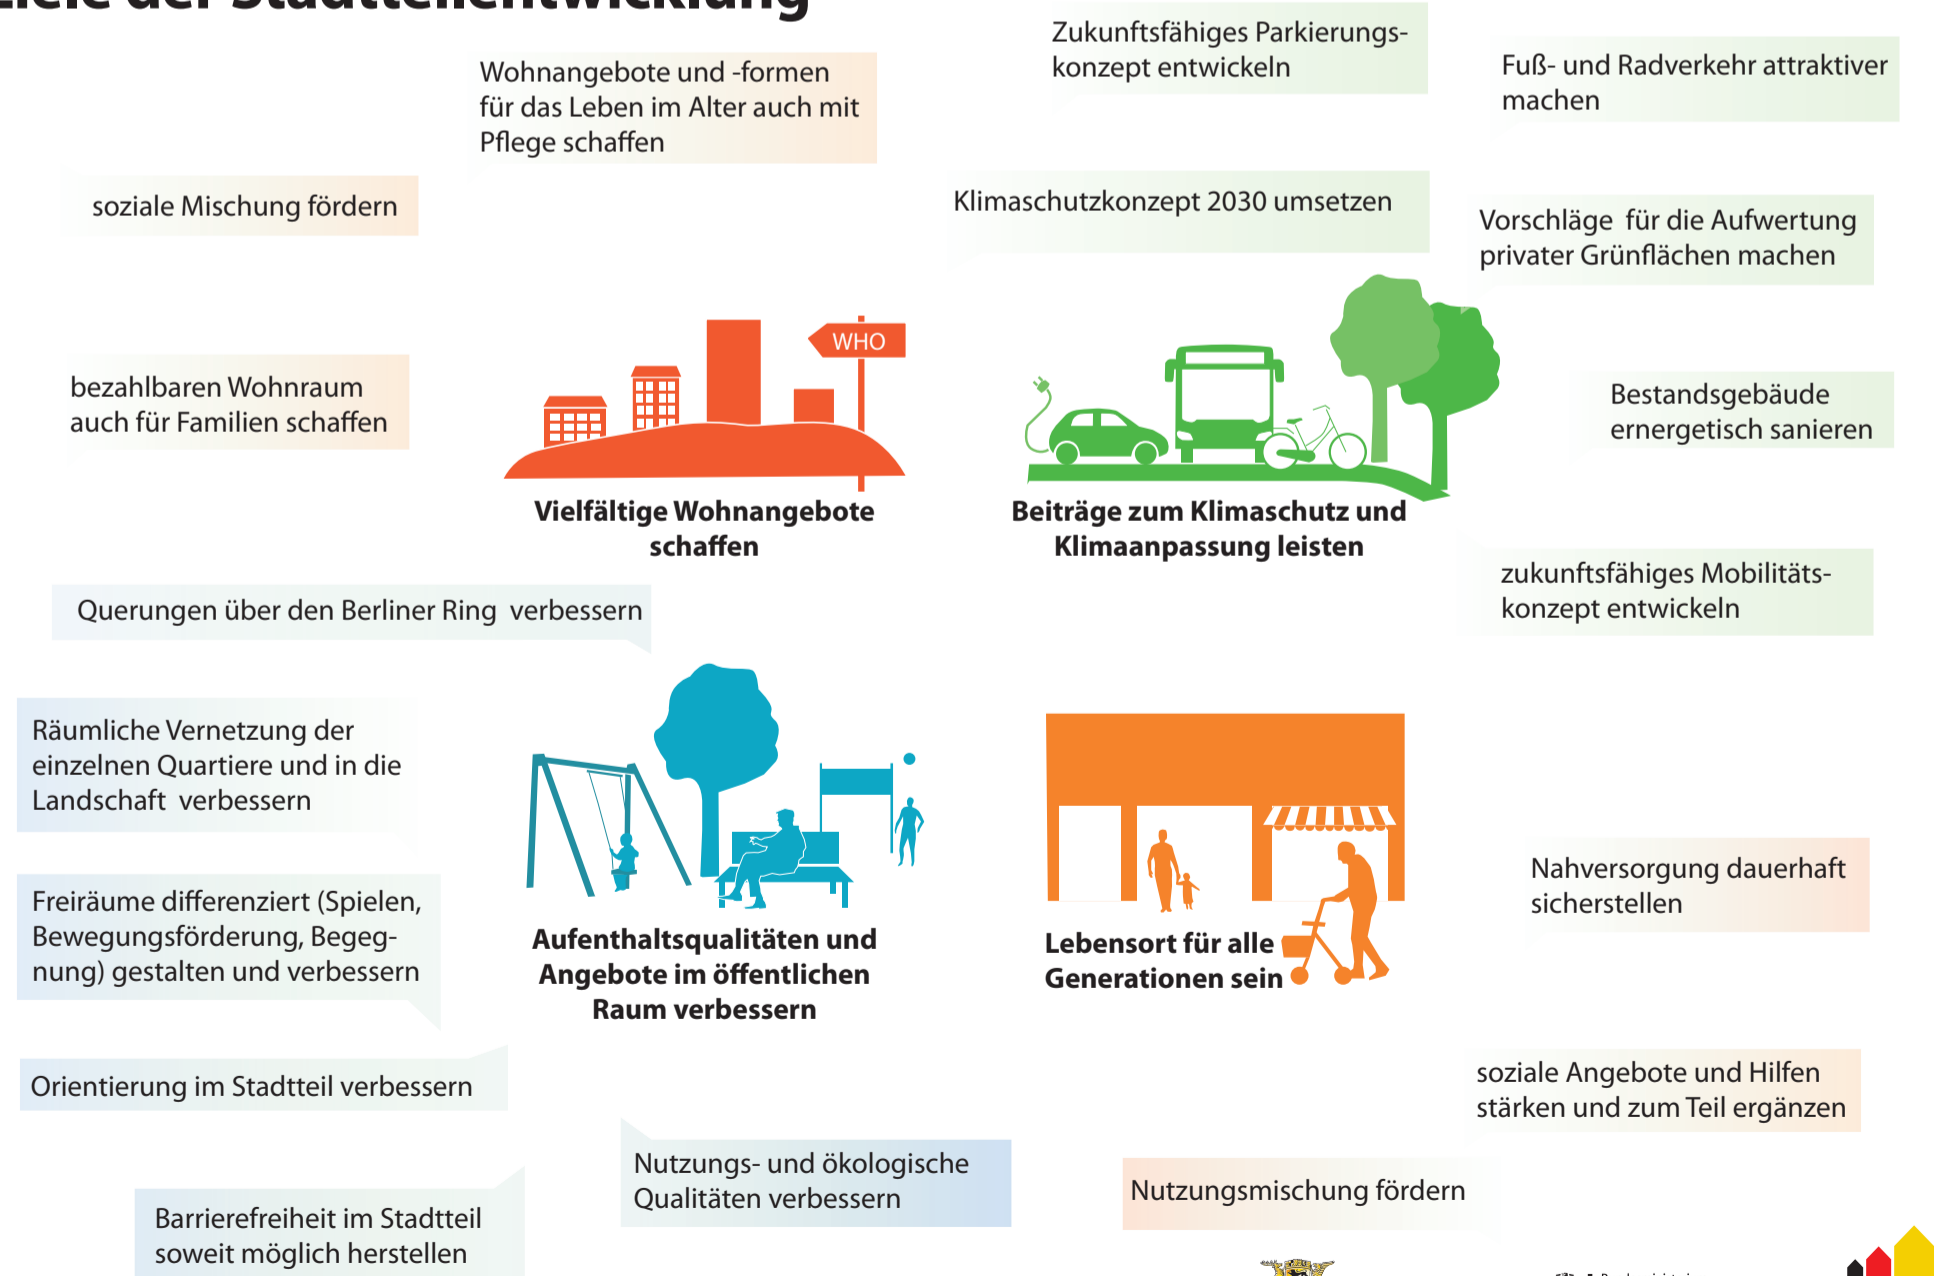 Ziele der Stadtteilentwicklung
Wohnangebote und -formen
für das Leben im Alter auch mit
Pflege schaffen
soziale Mischung fördern
bezahlbaren Wohnraum
auch für Familien schaffen
WHO
Vielfältige Wohnangebote
schaffen
Zukunftsfähiges Parkierungs-
konzept entwickeln
Fuß- und Radverkehr attraktiver
machen
Klimaschutzkonzept 2030 umsetzen
Vorschläge für die Aufwertung
privater Grünflächen machen
Bestandsgebäude
ernergetisch sanieren
Beiträge zum Klimaschutz und
Klimaanpassung leisten
zukunftsfähiges Mobilitäts-
konzept entwickeln
Querungen über den Berliner Ring verbessern
Räumliche Vernetzung der
einzelnen Quartiere und in die
Landschaft verbessern
Freiräume differenziert (Spielen,
Bewegungsförderung, Begeg-
nung) gestalten und verbessern
Aufenthaltsqualitäten und
Angebote im öffentlichen
Raum verbessern
Orientierung im Stadtteil verbessern
Barrierefreiheit im Stadtteil
soweit möglich herstellen
Nutzungs- und ökologische
Qualitäten verbessern
Lebensort für alle
Generationen sein
Nahversorgung dauerhaft
sicherstellen
soziale Angebote und Hilfen
stärken und zum Teil ergänzen
Nutzungsmischung fördern